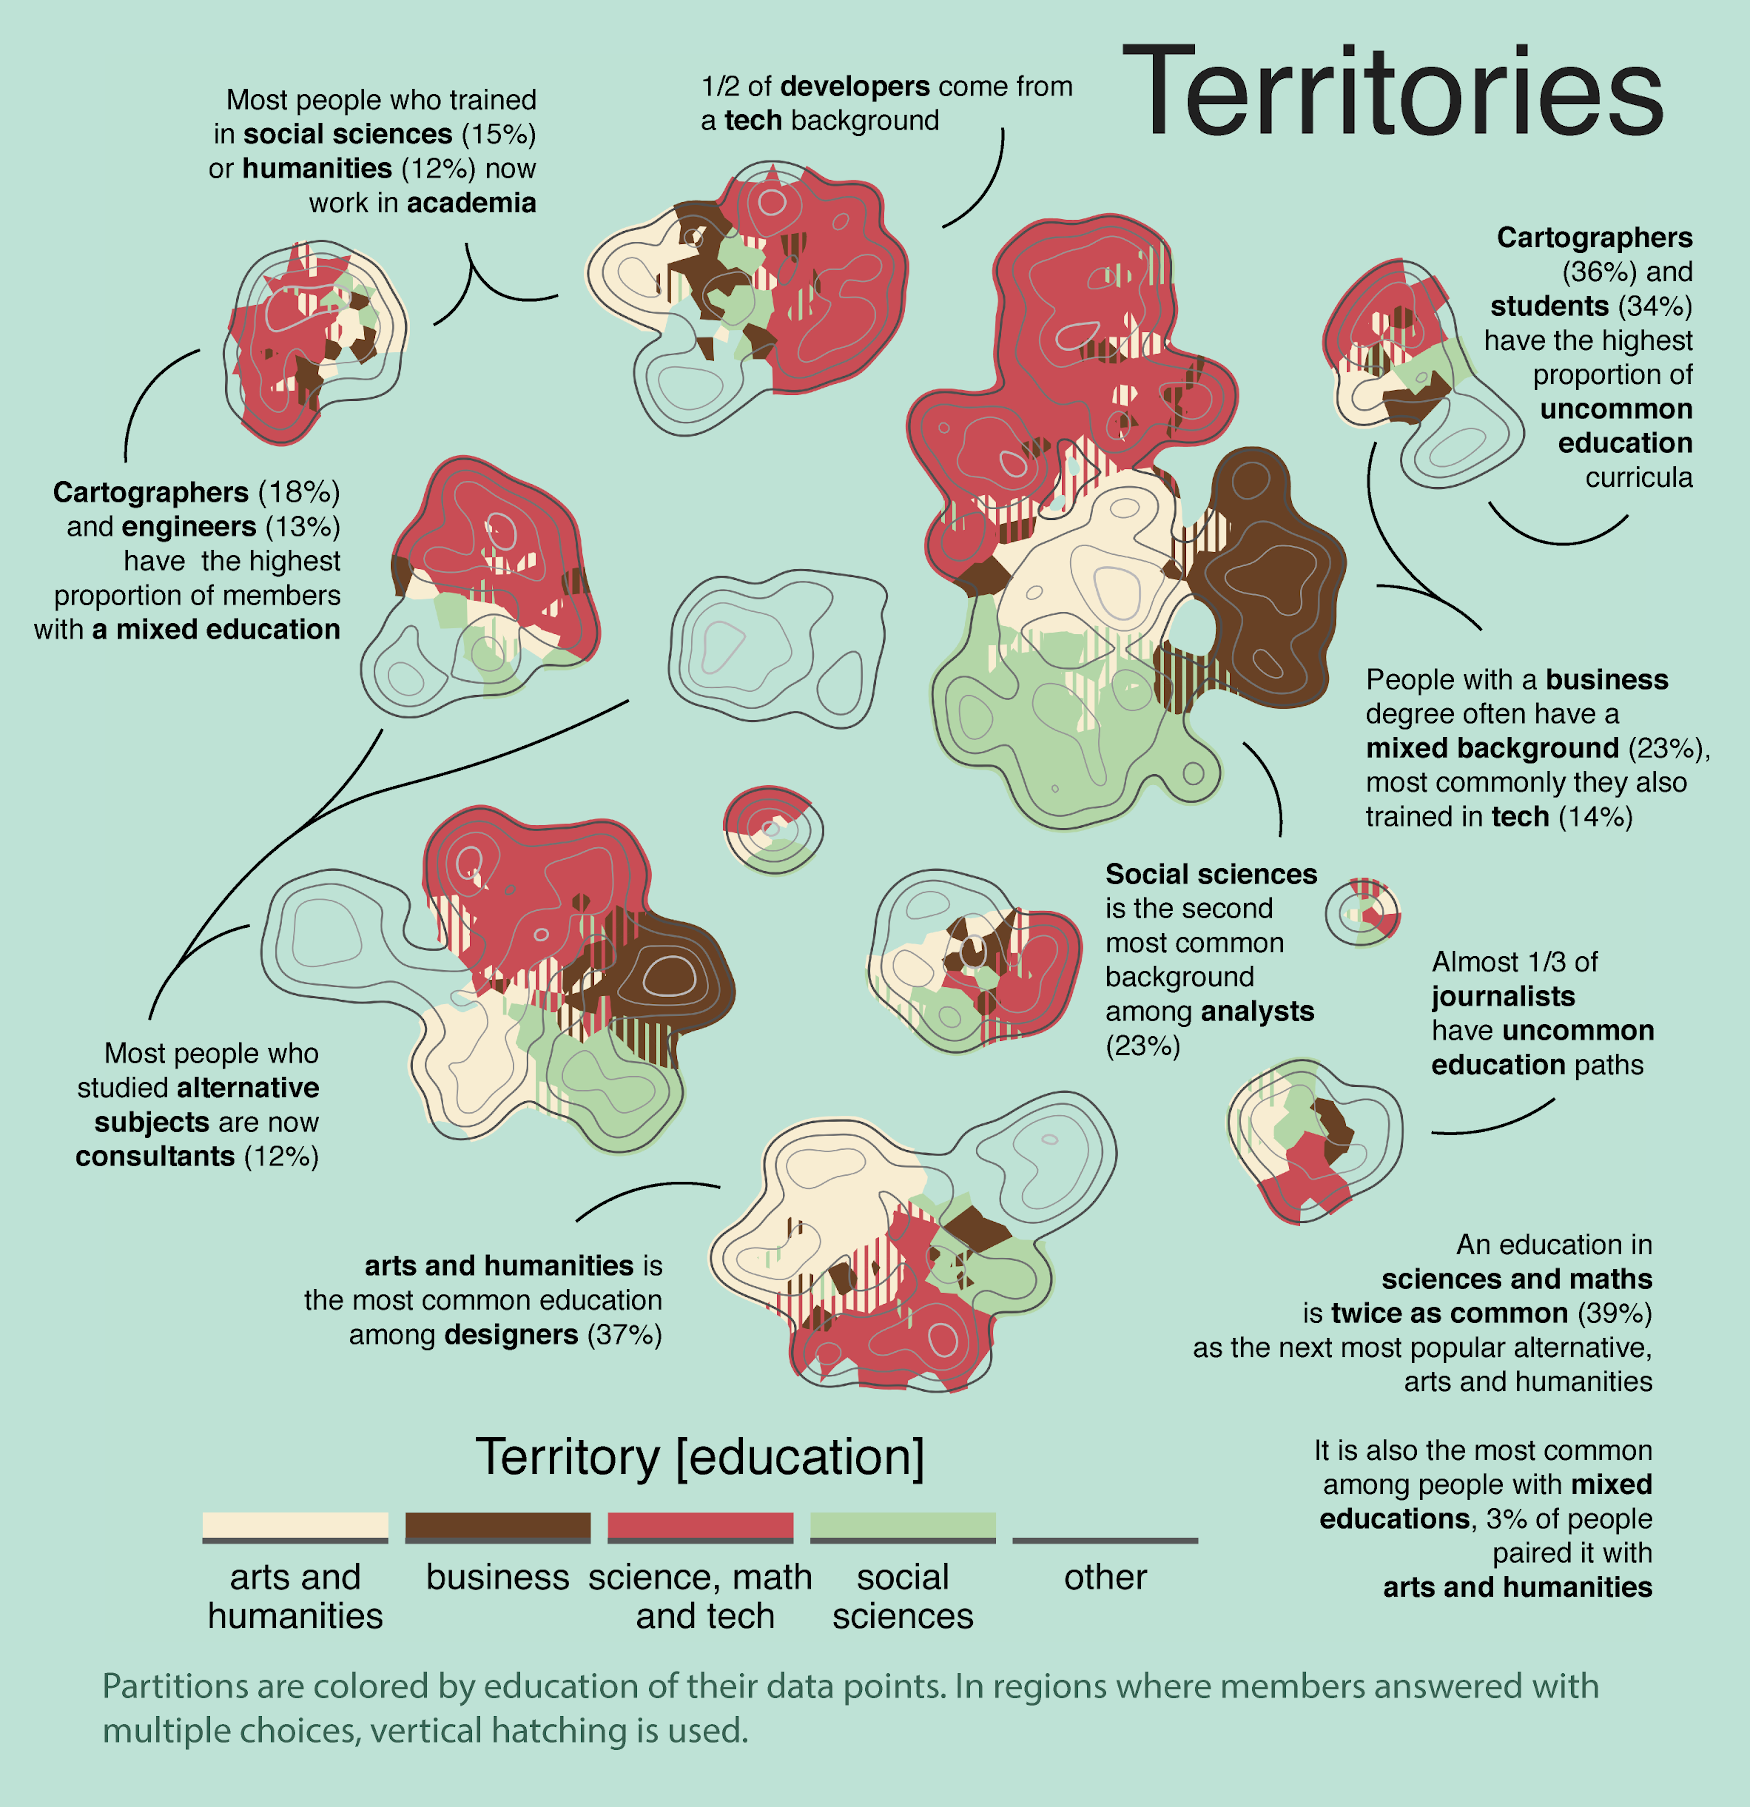 Territories
Most people who trained
in social sciences (15%)
or humanities (12%) now
work in academia
1/2 of developers come from
a tech background
Cartographers
(36%) and
students (34%)
have the highest
proportion of
uncommon
education
curricula
Cartographers (18%)
and engineers (13%)
have the highest
proportion of members
with a mixed education
People with a business
degree often have a
mixed background (23%),
most commonly they also
trained in tech (14%)
Social sciences
is the second
most common
background
among analysts
(23%)
Almost 1/3 of
journalists
have uncommon
education paths
Most people who
studied alternative
subjects are now
consultants (12%)
arts and humanities is
the most common education
among designers (37%)
An education in
sciences and maths
is twice as common (39%)
as the next most popular alternative,
arts and humanities
It is also the most common
among people with mixed
educations, 3% of people
paired it with
arts and humanities
Territory [education]
arts and
humanities
business
science, math
and tech
social
sciences
other
Partitions are colored by education of their data points. In regions where members answered with
multiple choices, vertical hatching is used.